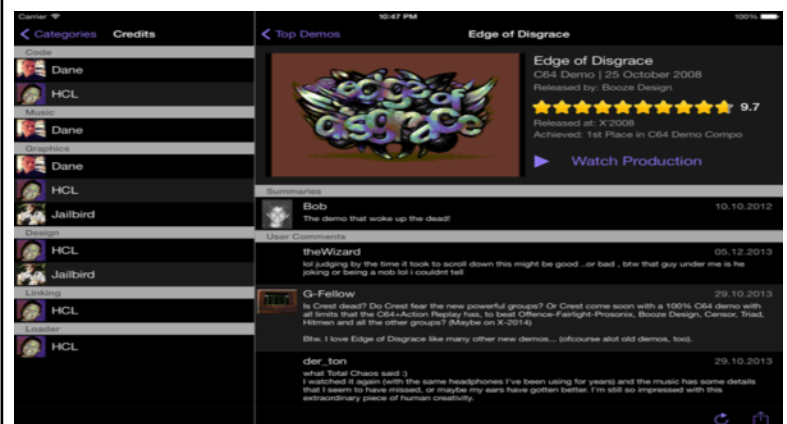 Carrier
10:47 PM
100%
Categories
Credits
Top Demos
Edge of Disgrace
Code
Dane
HCL
Music
Dane
Graphics
Dane
HCL
Jailbird
Design
HCL
Jailbird
Linking
HCL
Loader
HCL
edge of
disgrace
Edge of Disgrace
C64 Demo | 25 October 2008
Released by: Booze Design
9.7
Released at: X'2008
Achieved: 1st Place in C64 Demo Compo
Watch Production
Summaries
Bob
10.10.2012
The demo that woke up the dead!
User Comments
theWizard
05.12.2013
lol judging by the time it took to scroll down this might be good ..or bad , btw that guy under me is he
joking or being a nob lol i couldnt tell
G-Fellow
29.10.2013
Is Crest dead? Do Crest fear the new powerful groups? Or Crest come soon with a 100% C64 demo with
all limits that the C64+Action Replay has, to beat Offence-Fairlight-Prosonix, Booze Design, Censor, Triad,
Hitmen and all the other groups? (Maybe on X-2014)
Btw. I love Edge of Disgrace like many other new demos... (ofcourse alot old demos, too).
der_ton
29.10.2013
what Total Chaos said :)
I watched it again (with the same headphones I've been using for years) and the music has some details
that I seem to have missed, or maybe my ears have gotten better. I'm still so impressed with this
extraordinary piece of human creativity.